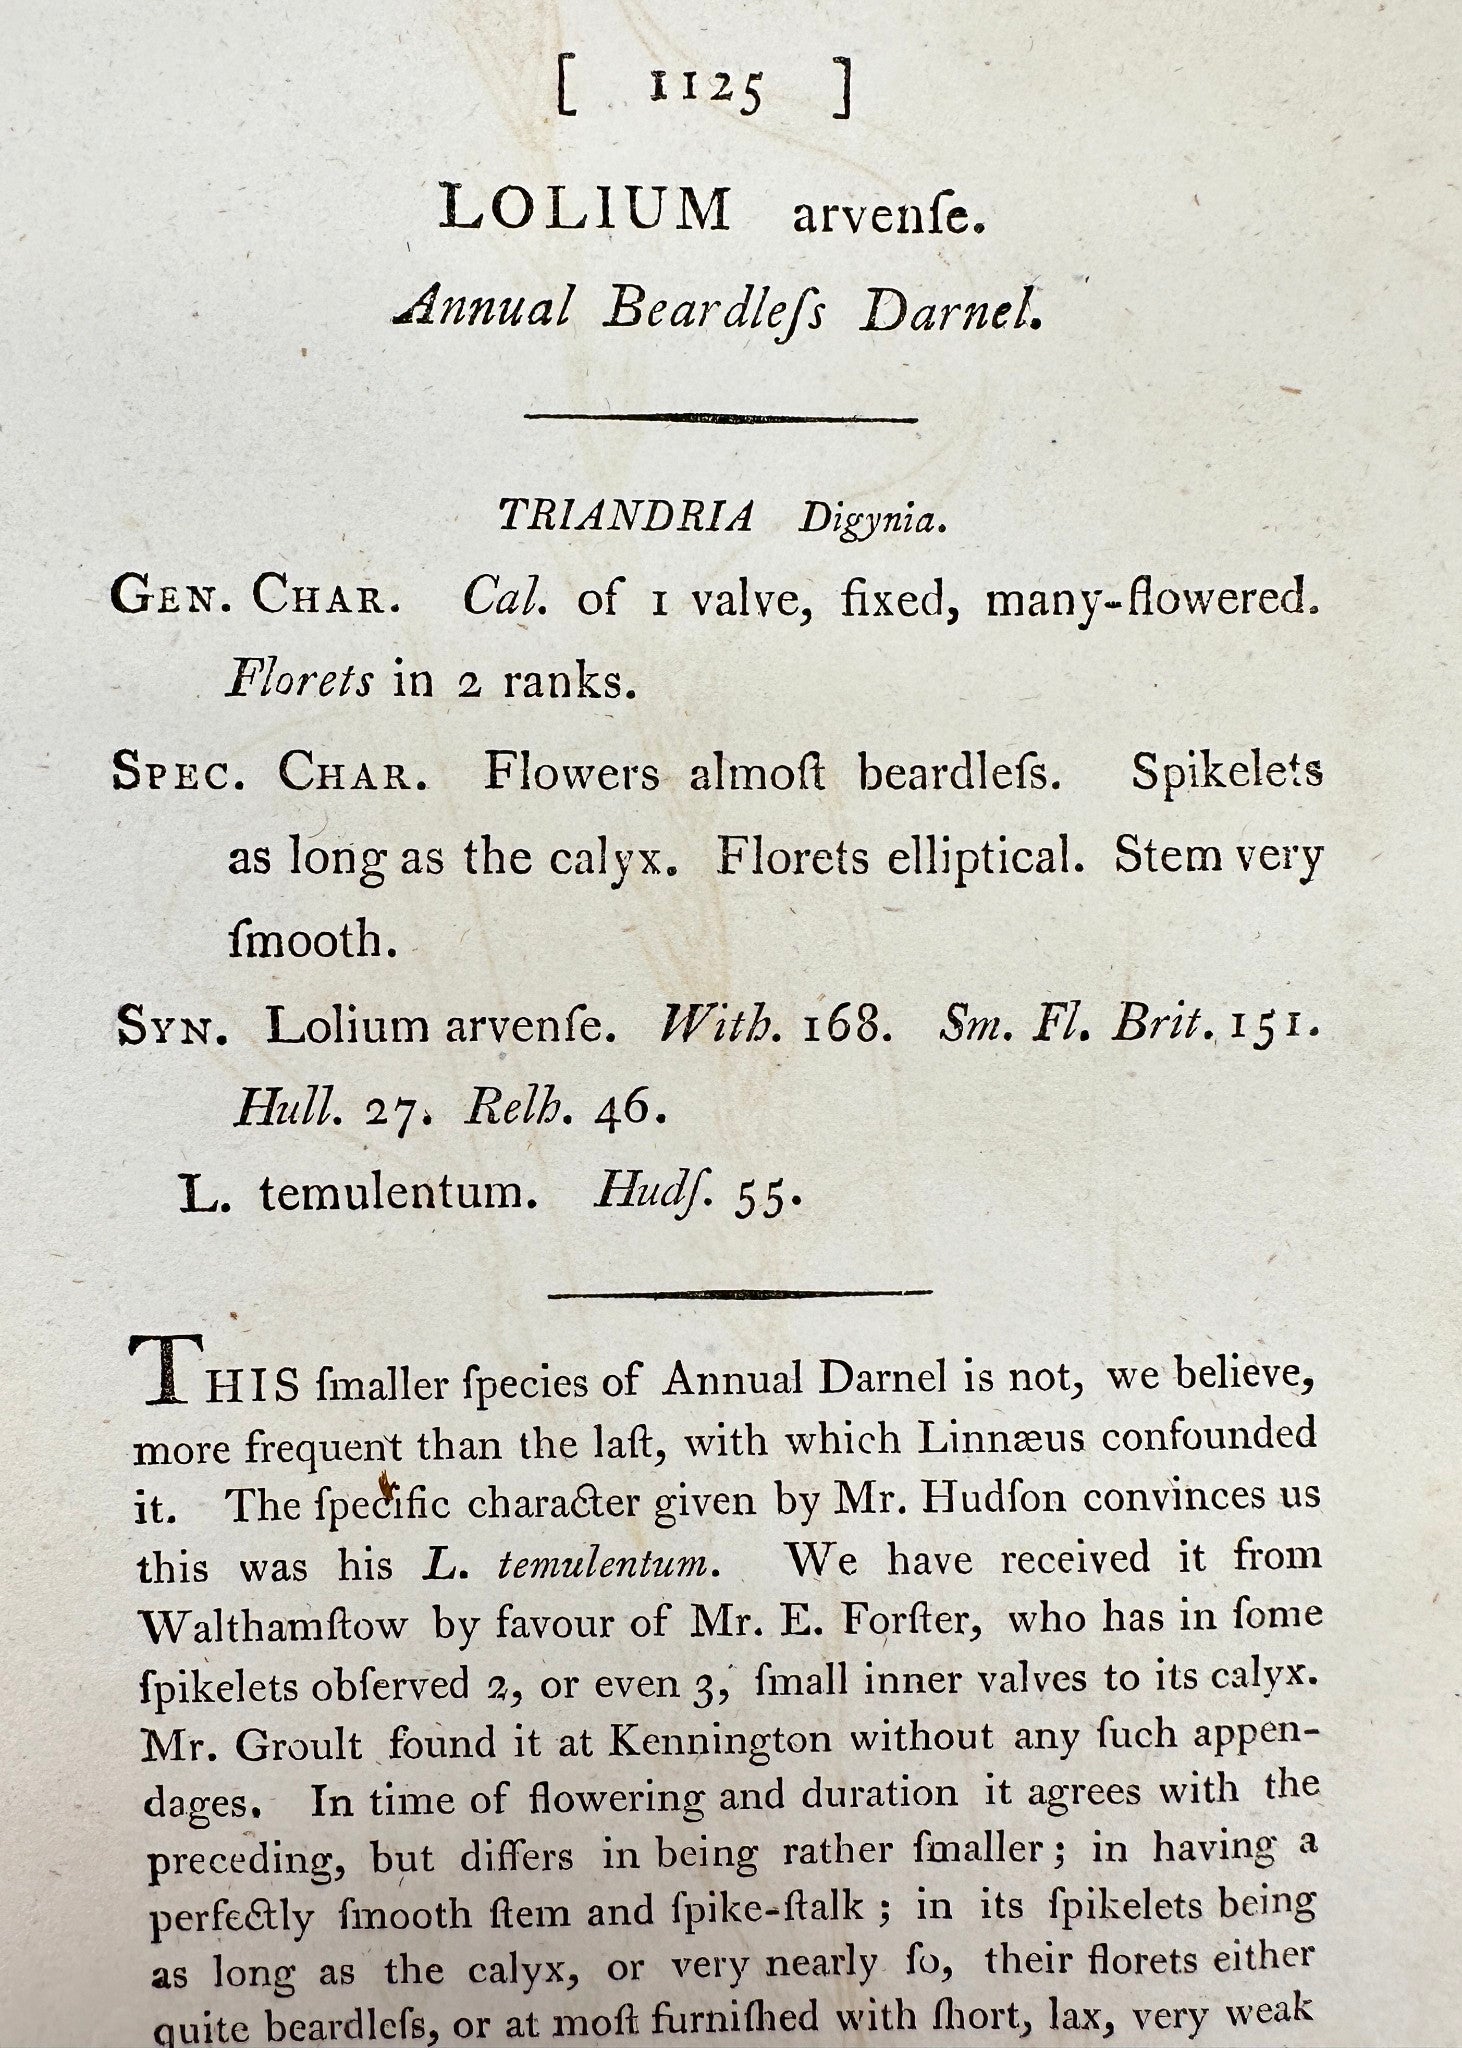 [ 1125 ]
LOLIUM arvenſe.
Annual Beardleſs Darnel.
TRIANDRIA Digynia.
GEN. CHAR. Cal. of 1 valve, fixed, many-flowered.
Florets in 2 ranks.
SPEC. CHAR. Flowers almoſt beardleſs. Spikelets
as long as the calyx. Florets elliptical. Stem very
ſmooth.
SYN. Lolium arvenſe. With. 168. Sm. Fl. Brit. 151.
Hull. 27. Relh. 46.
L. temulentum. Hudſ. 55.
THIS ſmaller ſpecies of Annual Darnel is not, we believe,
more frequent than the laſt, with which Linnæus confounded
it. The ſpecific character given by Mr. Hudſon convinces us
this was his L. temulentum. We have received it from
Walthamſtow by favour of Mr. E. Forſter, who has in ſome
ſpikelets obſerved 2, or even 3, ſmall inner valves to its calyx.
Mr. Groult found it at Kennington without any ſuch appen-
dages. In time of flowering and duration it agrees with the
preceding, but differs in being rather ſmaller; in having a
perfectly ſmooth ſtem and ſpike-ſtalk; in its ſpikelets being
as long as the calyx, or very nearly ſo, their florets either
quite beardleſs, or at moſt furniſhed with ſhort, lax, very weak